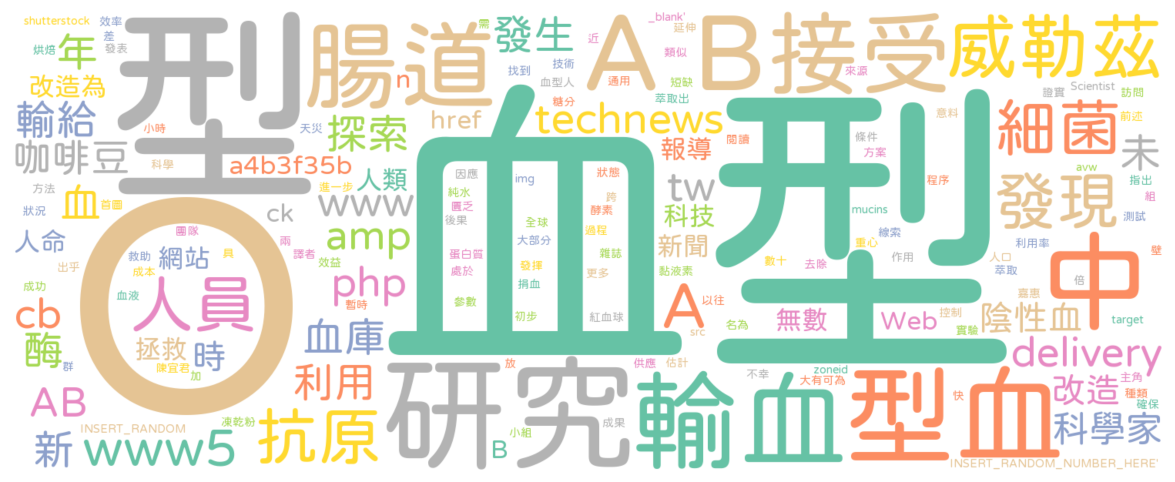 shutterstock 效率 型 腸道 發生 近 _blank' A B 接受 威勒茲
烘焙 差 發表 年 找到 技術 需 延伸 類似
改造為 n 血型人 通用 短缺 來源 證實 Scientist 訪問
輸給 小時 天災 探索 href 糖分 萃取出 technews 意料 細菌 前述
咖啡豆 科學 a4b3f35b 報導 閱讀 條件 方案 未
方法 血 首圖 進一步 人類 因應 img 狀態 跨 tw 程序 avw 指出 組
狀況 ck www 純水 匱乏 後果 全球 酵素 科技 mucins 發現 測試
人命 團隊 兩 譯者 amp 大部分 過程 新聞 線索 重心 利用率
出乎 救助 網站 具 效益 蛋白質 處於 發揮 雜誌 更多 黏液素 數十 去除 作用 人口 萃取 壁
成本 血型 型
成功 血液 人員 php 暫時 參數 捐血 初步 紅血球 A 以往 嘉惠 控制 倍 中
cb O 拯救 時 血庫 src 名為 無數 Web 實驗 陰性血 target
酶 群 陳宜君 加 利用 放 供應 估計 不幸 zoneid 大有可為 delivery
AB 研究 輸血 型血 快 改造 主角 種類 確保
INSERT_RANDOM 凍乾粉 抗原 小組 成果 科學家
新 www5 B INSERT_RANDOM_NUMBER_HERE'